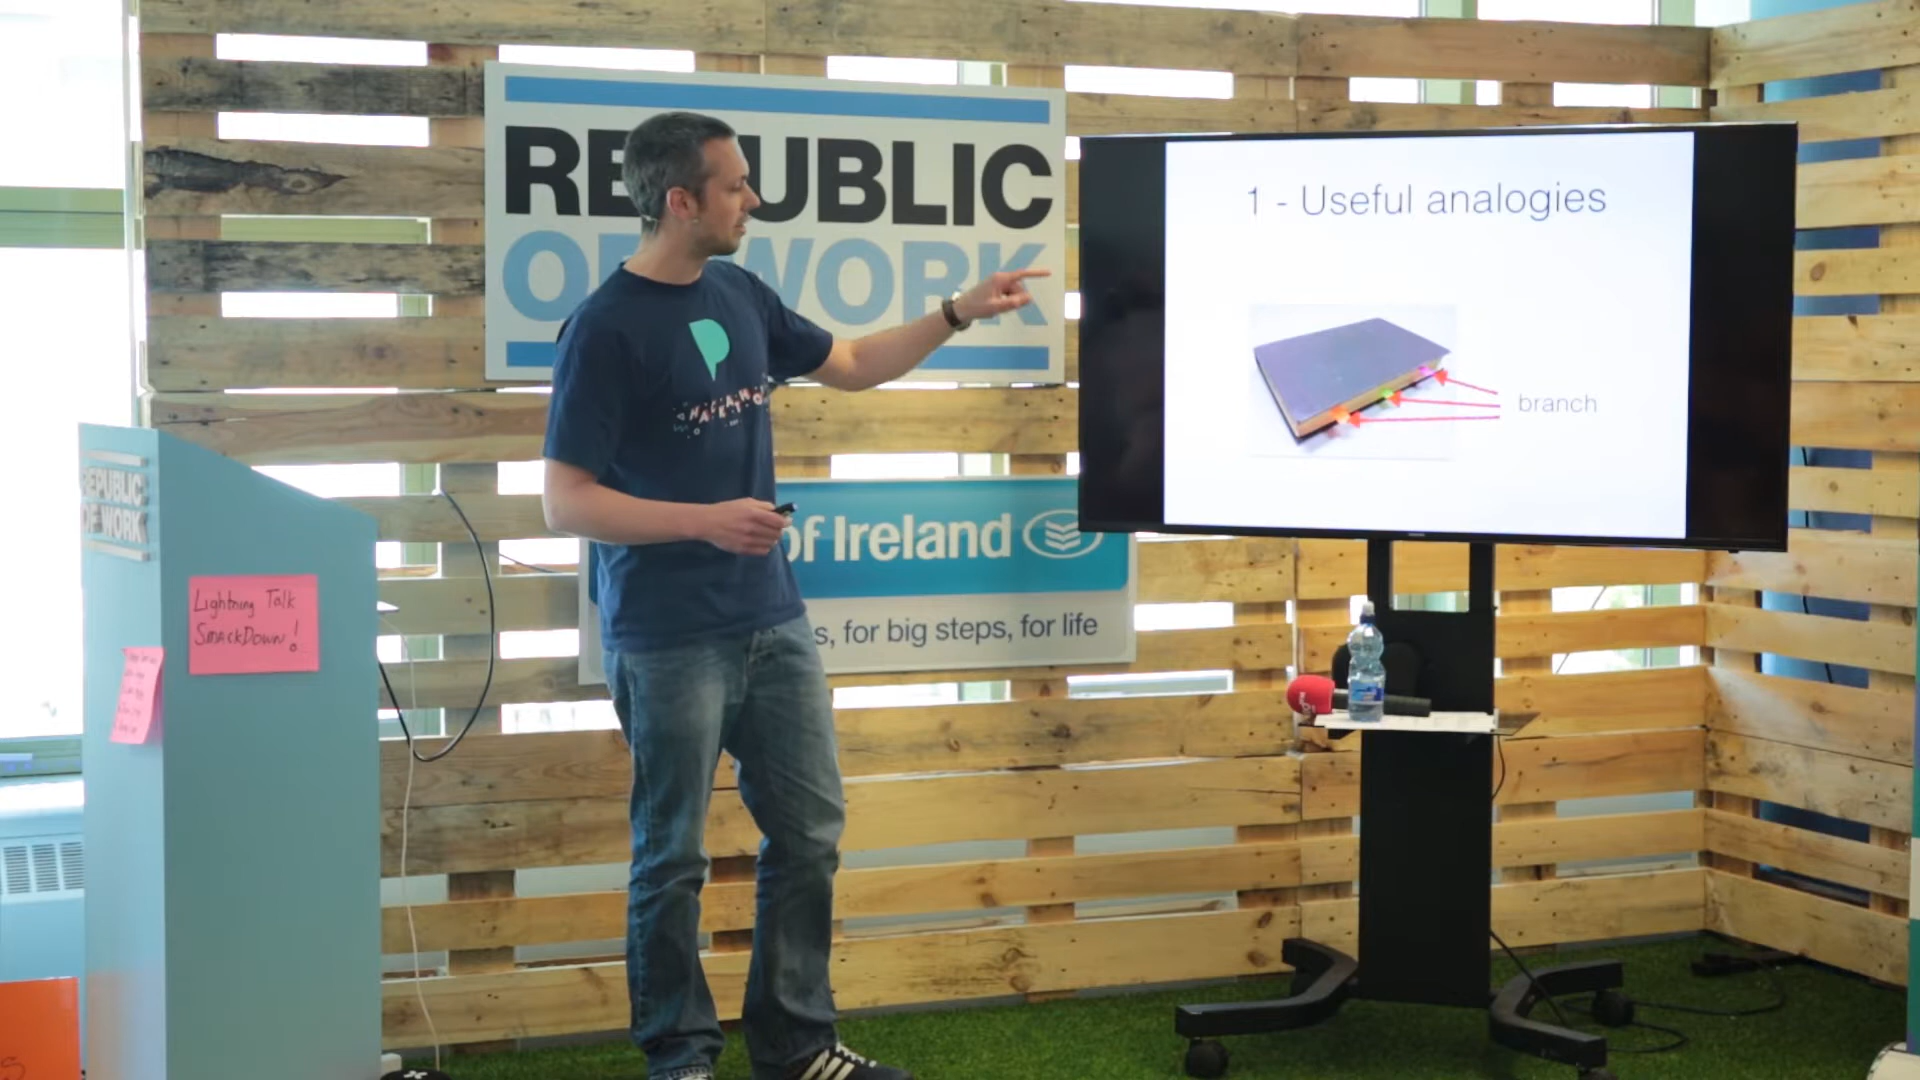 REPUBLIC
OF WORK
1 - Useful analogies
branch
of Ireland
s, for big steps, for life
REPUBLIC
OF WORK
Lightning Talk
SmackDown!